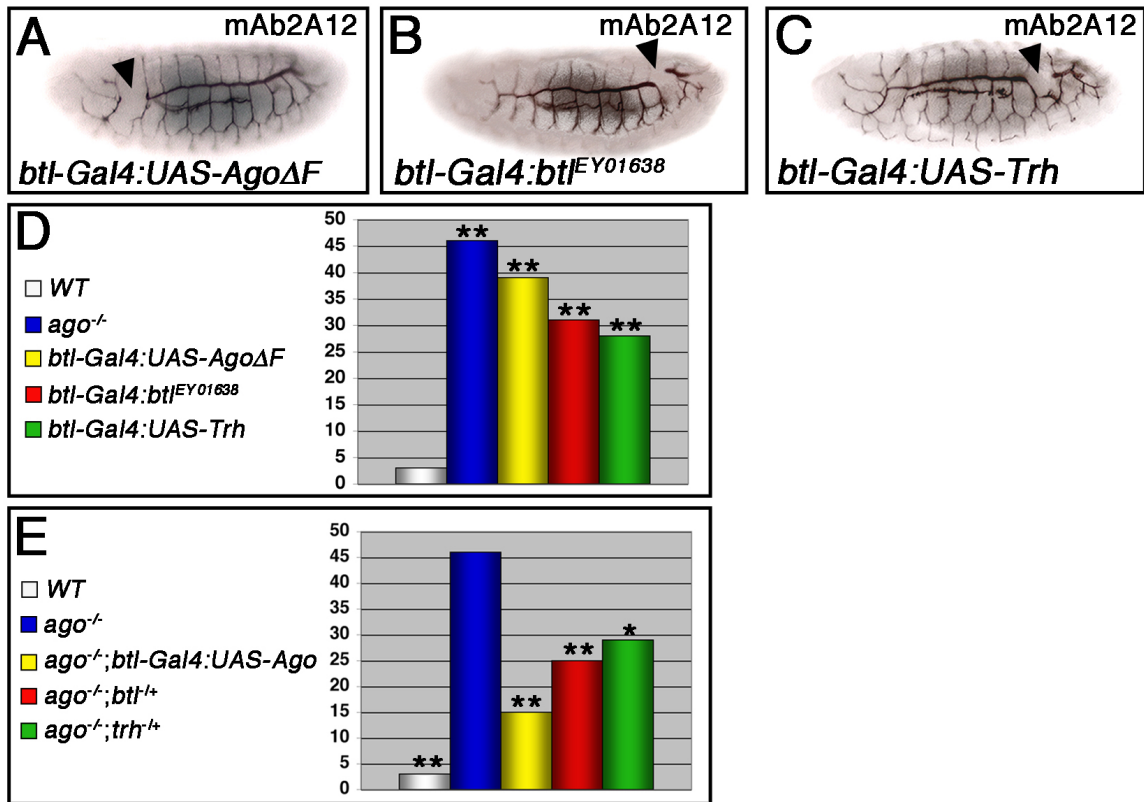 A
mAb2A12
btl-Gal4:UAS-AgoΔF
B
mAb2A12
btl-Gal4:btl^EY01638
C
mAb2A12
btl-Gal4:UAS-Trh
D
WT
ago-/-
btl-Gal4:UAS-AgoΔF
btl-Gal4:btl^EY01638
btl-Gal4:UAS-Trh
50
45
40
35
30
25
20
15
10
5
0
**
**
**
**
E
WT
ago-/-
ago-/-;btl-Gal4:UAS-Ago
ago-/-;btl-/+
ago-/-;trh-/+
50
45
40
35
30
25
20
15
10
5
0
**
**
**
*